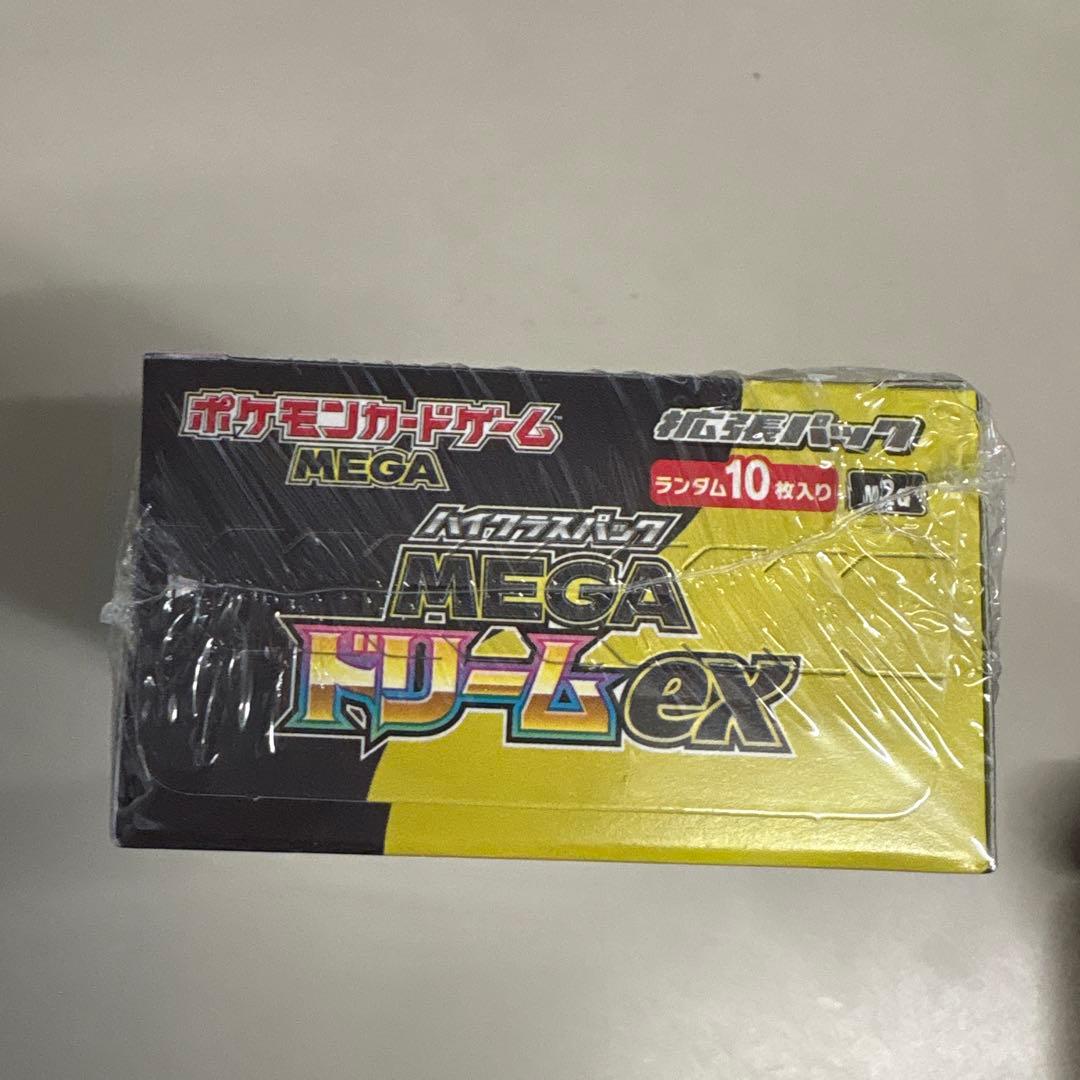 ポケモンカードゲーム™
MEGA
拡張パック
ランダム10枚入り
ハイクラスパック
MEGA
ドリームex